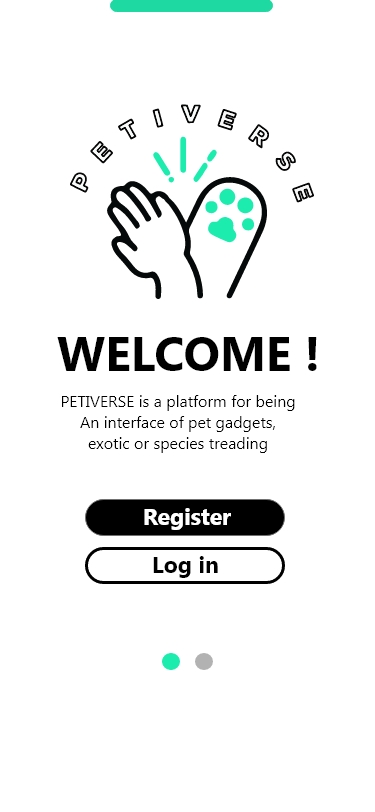 PETIVERSE
WELCOME !
PETIVERSE is a platform for being
An interface of pet gadgets,
exotic or species treading
Register
Log in